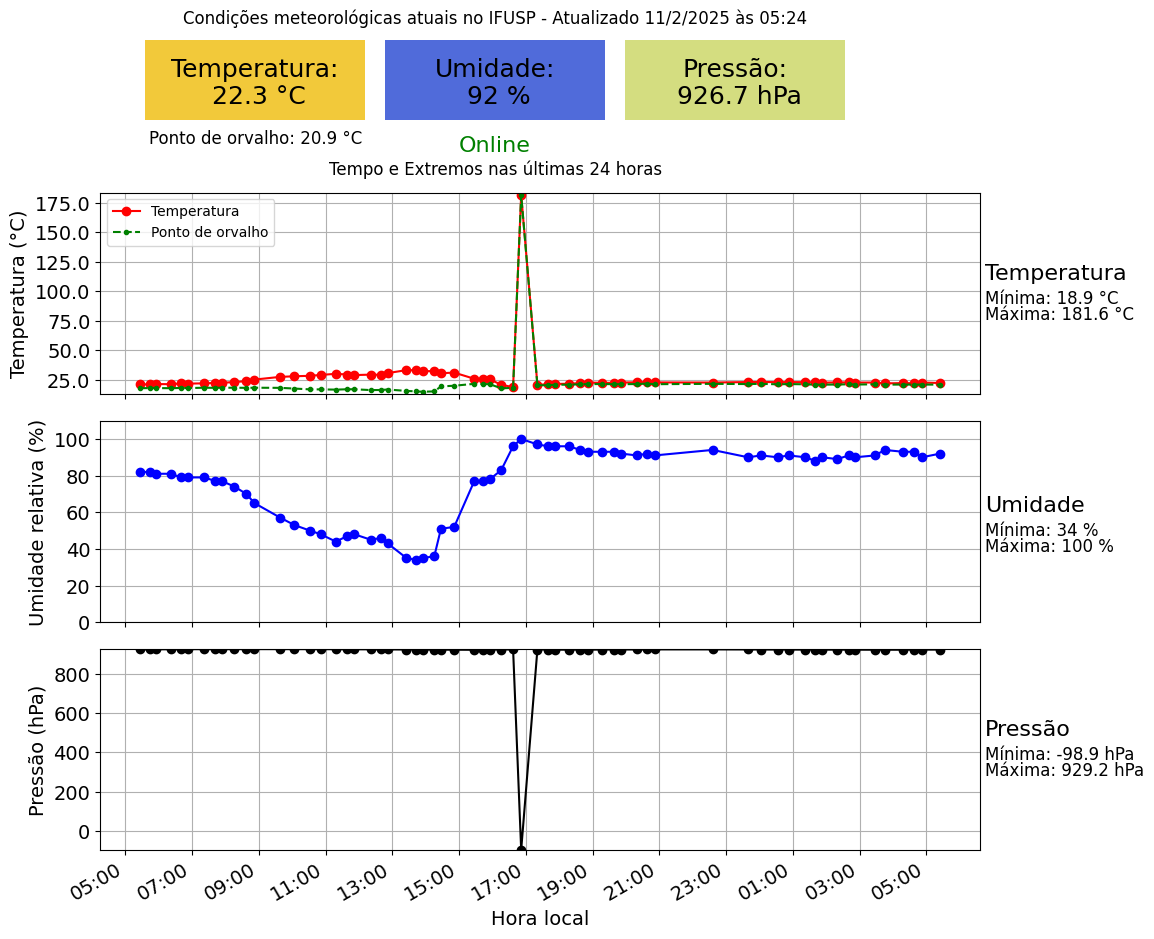 Condições meteorológicas atuais no IFUSP - Atualizado 11/2/2025 às 05:24
Temperatura:
22.3 °C
Umidade:
92 %
Pressão:
926.7 hPa
Ponto de orvalho: 20.9 °C
Online
Tempo e Extremos nas últimas 24 horas
Temperatura (°C)
175.0
150.0
125.0
100.0
75.0
50.0
25.0
Temperatura
Ponto de orvalho
Temperatura
Mínima: 18.9 °C
Máxima: 181.6 °C
Umidade relativa (%)
100
80
60
40
20
0
Umidade
Mínima: 34 %
Máxima: 100 %
Pressão (hPa)
800
600
400
200
0
Pressão
Mínima: -98.9 hPa
Máxima: 929.2 hPa
05:00
07:00
09:00
11:00
13:00
15:00
17:00
19:00
21:00
23:00
01:00
03:00
05:00
Hora local